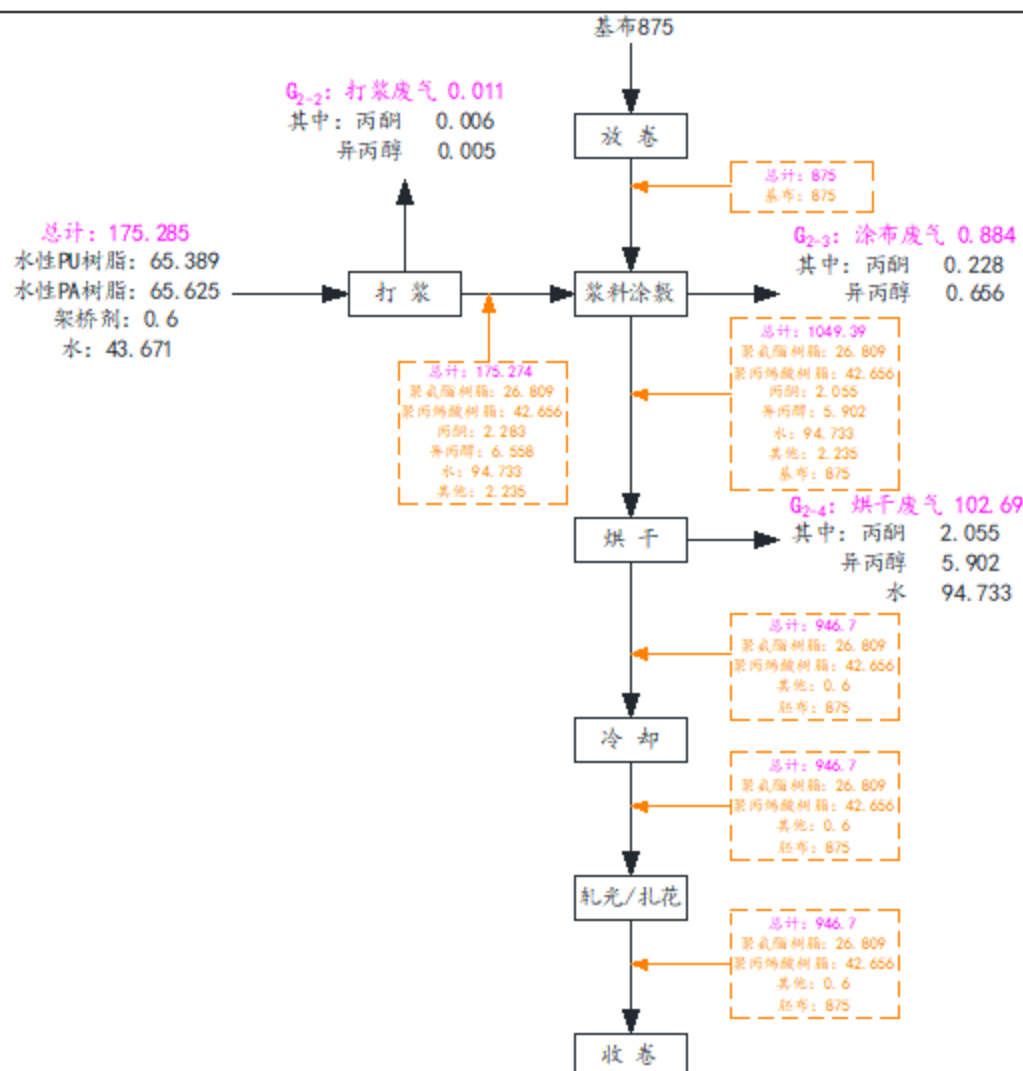 基布875
G2-2: 打浆废气 0.011
其中: 丙酮 0.006
异丙醇 0.005
放 卷
总计: 875
基布: 875
总计: 175.285
水性PU树脂: 65.389
水性PA树脂: 65.625
架桥剂: 0.6
水: 43.671
打 浆
浆料涂敷
G2-3: 涂布废气 0.884
其中: 丙酮 0.228
异丙醇 0.656
总计: 175.274
聚氨酯树脂: 26.809
聚丙烯酸树脂: 42.656
丙酮: 2.283
异丙醇: 6.558
水: 94.733
其他: 2.235
总计: 1049.39
聚氨酯树脂: 26.809
聚丙烯酸树脂: 42.656
丙酮: 2.055
异丙醇: 5.902
水: 94.733
其他: 2.235
基布: 875
烘 干
G2-4: 烘干废气 102.69
其中: 丙酮 2.055
异丙醇 5.902
水 94.733
总计: 946.7
聚氨酯树脂: 26.809
聚丙烯酸树脂: 42.656
其他: 0.6
胚布: 875
冷 却
总计: 946.7
聚氨酯树脂: 26.809
聚丙烯酸树脂: 42.656
其他: 0.6
胚布: 875
轧光/扎花
总计: 946.7
聚氨酯树脂: 26.809
聚丙烯酸树脂: 42.656
其他: 0.6
胚布: 875
收 卷